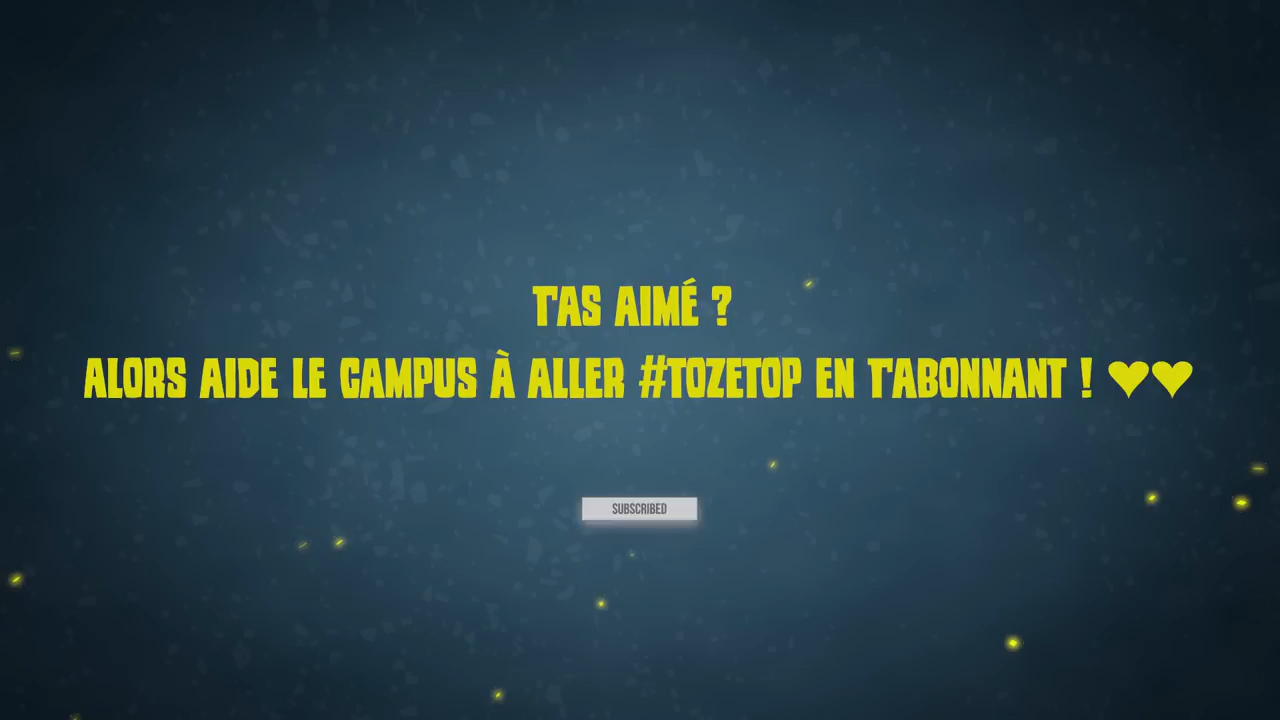 T'AS AIMÉ ?
ALORS AIDE LE CAMPUS À ALLER #TOZETOP EN T'ABONNANT ! ♥♥
SUBSCRIBED